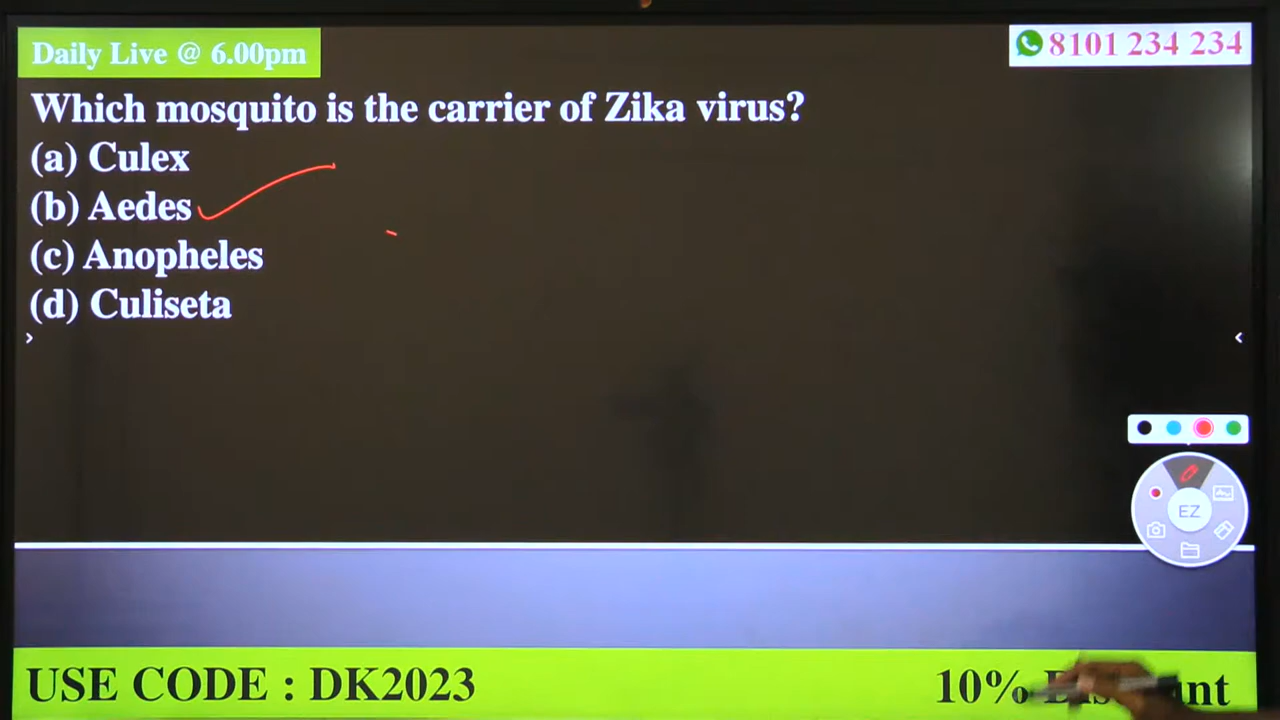 Daily Live @ 6.00pm
8101 234 234
Which mosquito is the carrier of Zika virus?
(a) Culex
(b) Aedes
(c) Anopheles
(d) Culiseta
EZ
USE CODE : DK2023
10%